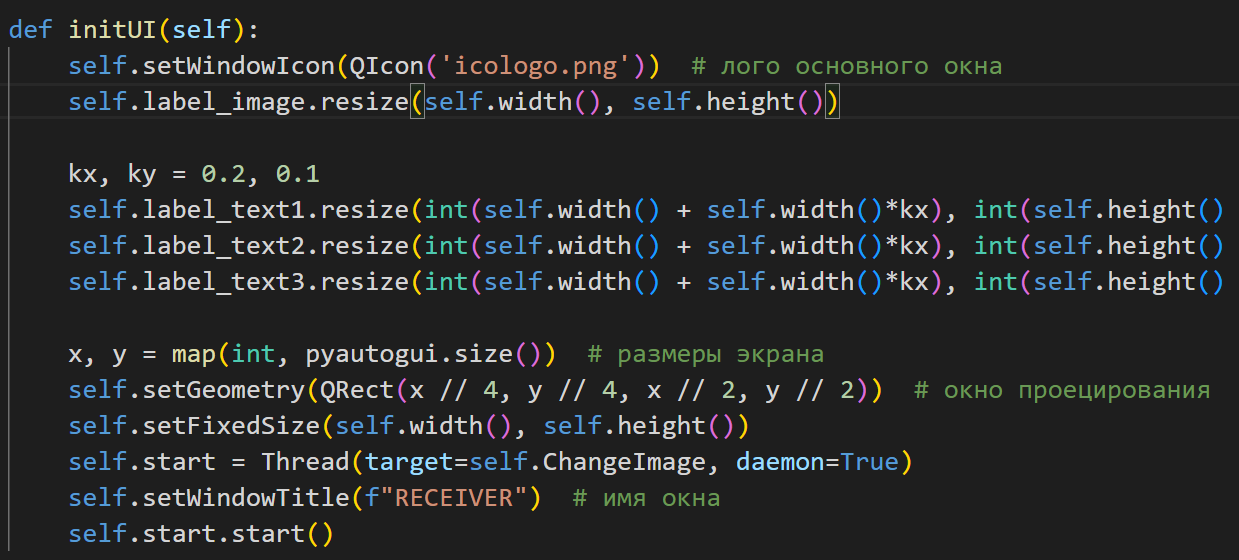 def initUI(self):
    self.setWindowIcon(QIcon('icologo.png'))  # лого основного окна
    self.label_image.resize(self.width(), self.height())

    kx, ky = 0.2, 0.1
    self.label_text1.resize(int(self.width() + self.width()*kx), int(self.height()
    self.label_text2.resize(int(self.width() + self.width()*kx), int(self.height()
    self.label_text3.resize(int(self.width() + self.width()*kx), int(self.height()

    x, y = map(int, pyautogui.size())  # размеры экрана
    self.setGeometry(QRect(x // 4, y // 4, x // 2, y // 2))  # окно проецирования
    self.setFixedSize(self.width(), self.height())
    self.start = Thread(target=self.ChangeImage, daemon=True)
    self.setWindowTitle(f"RECEIVER")  # имя окна
    self.start.start()